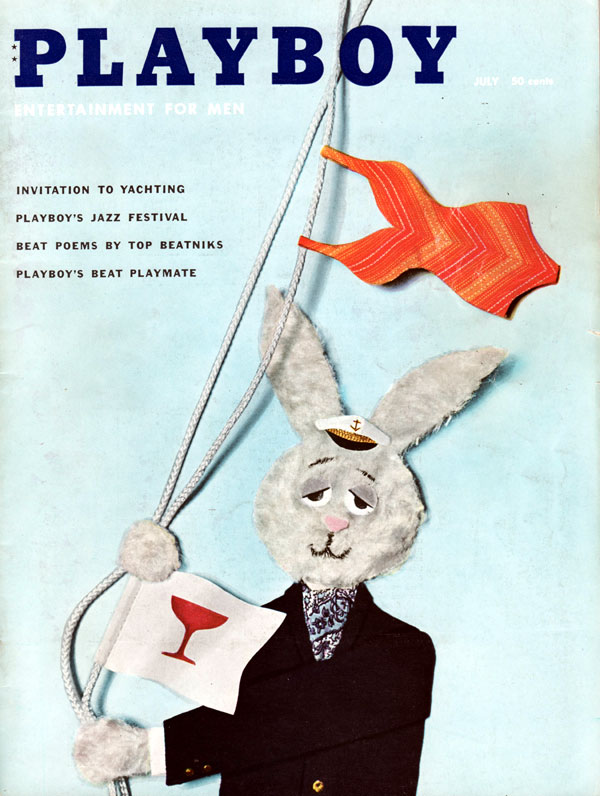 PLAYBOY
JULY 50 cents
ENTERTAINMENT FOR MEN
INVITATION TO YACHTING
PLAYBOY'S JAZZ FESTIVAL
BEAT POEMS BY TOP BEATNIKS
PLAYBOY'S BEAT PLAYMATE